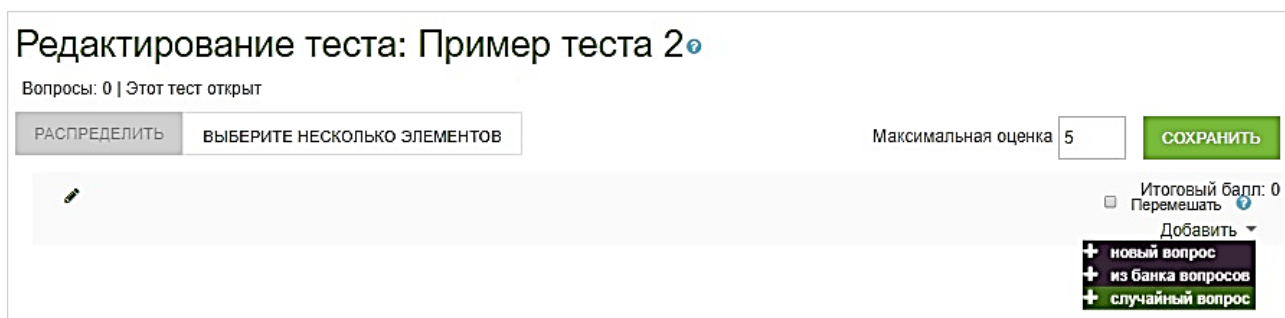 Редактирование теста: Пример теста 2
Вопросы: 0 | Этот тест открыт
РАСПРЕДЕЛИТЬ ВЫБЕРИТЕ НЕСКОЛЬКО ЭЛЕМЕНТОВ Максимальная оценка 5 СОХРАНИТЬ
Итоговый балл: 0
Перемешать
Добавить
новый вопрос
из банка вопросов
случайный вопрос